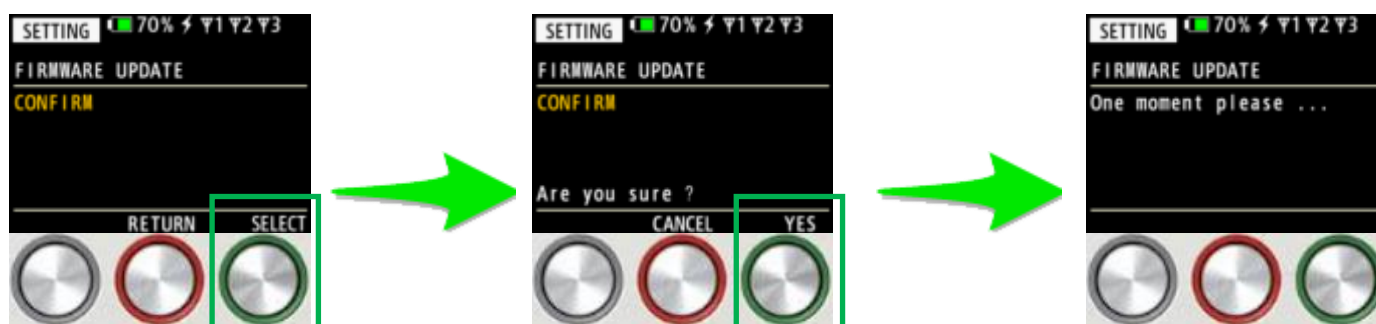 SETTING 70% 1 2 3
FIRMWARE UPDATE
CONFIRM
RETURN SELECT
SETTING 70% 1 2 3
FIRMWARE UPDATE
CONFIRM
Are you sure ?
CANCEL YES
SETTING 70% 1 2 3
FIRMWARE UPDATE
One moment please ...